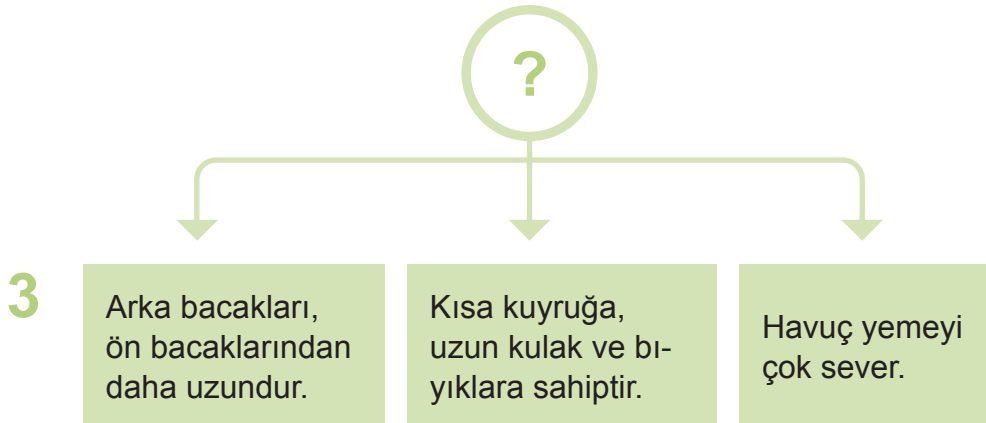 ?
3
Arka bacakları,
ön bacaklarından
daha uzundur.
Kısa kuyruğa,
uzun kulak ve bı-
yıklara sahiptir.
Havuç yemeyi
çok sever.